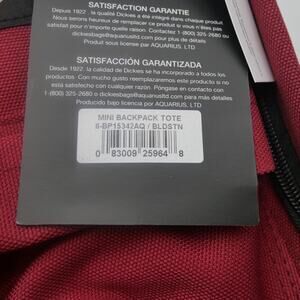 SATISFACTION GARANTIE
Depuis 1922, la qualité Dickies a été intégré dans chaque produit
Nous serons heureux de remplacer ce produit si vous n'en êtes pas
satisfait pour n'importe quelle raison. Contactez 1-(800) 325-2680
or dickiesbags@aquariusltd.com pour plus de détails
Produit sous license par AQUARIUS, LTD
SATISFACCIÓN GARANTIZADA
Desde 1922, la calidad de Dickies se ha incorporado a todos los
productos. Con mucho gusto reemplazaremos este producto si no
está satisfecho con cualquier razón. Póngase en contacto con
1-(800) 325-2680 o
dickiesbags@aquariusltd.com para más detalles
Producido bajo licencia por AQUARIUS, LTD
MINI BACKPACK TOTE
II-BP15342AQ / BLDSTN
0 83009 25964 8